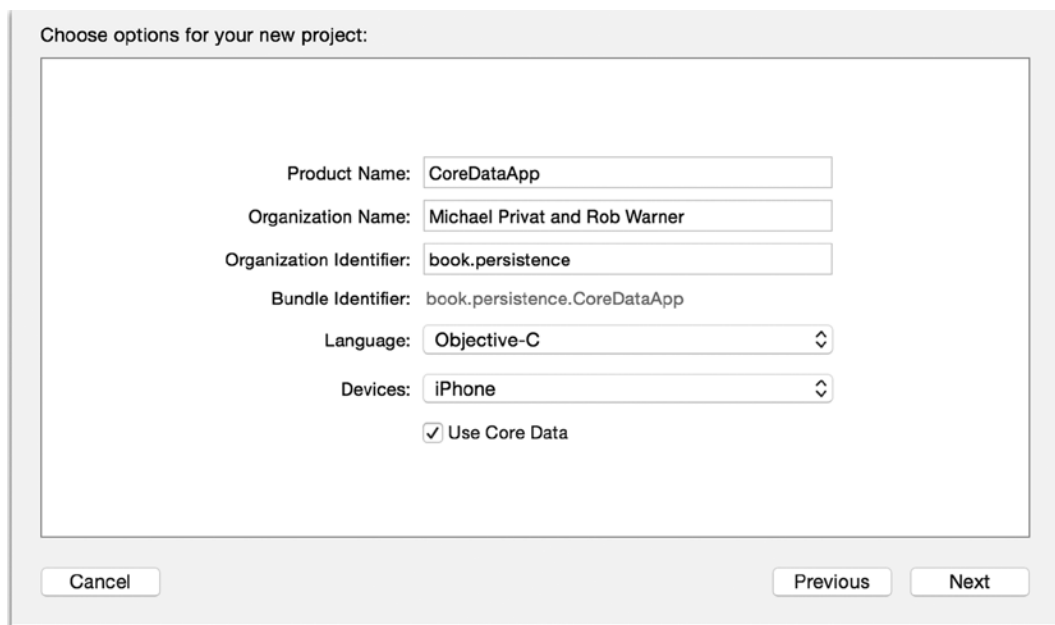 Choose options for your new project:
Product Name: CoreDataApp
Organization Name: Michael Privat and Rob Warner
Organization Identifier: book.persistence
Bundle Identifier: book.persistence.CoreDataApp
Language: Objective-C
Devices: iPhone
Use Core Data
Cancel Previous Next